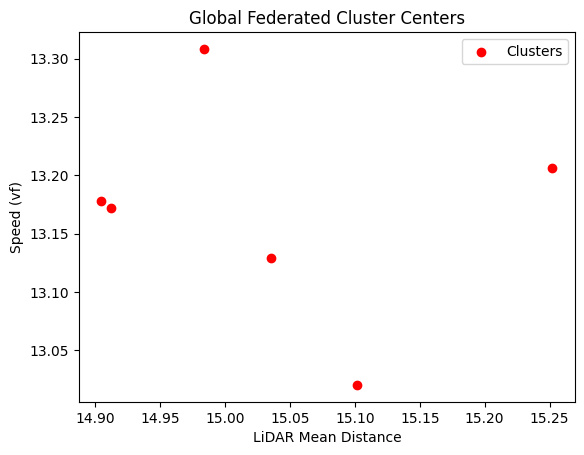 Global Federated Cluster Centers
Clusters
Speed (vf)
13.30
13.25
13.20
13.15
13.10
13.05
14.90 14.95 15.00 15.05 15.10 15.15 15.20 15.25
LiDAR Mean Distance